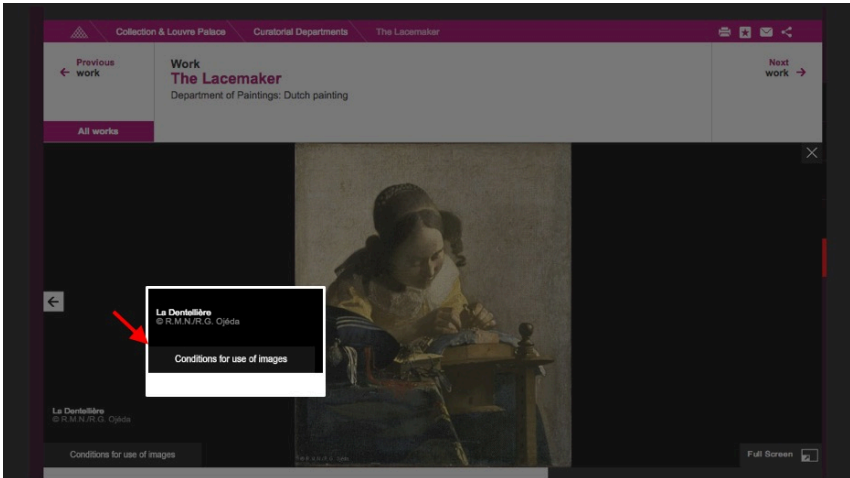 Collection & Louvre Palace Curatorial Departments The Lacemaker
Previous
work
Work
The Lacemaker
Department of Paintings: Dutch painting
Next
work
All works
La Dentellière
© R.M.N./R.G. Ojéda
Conditions for use of images
La Dentellière
© R.M.N./R.G. Ojéda
Conditions for use of images
Full Screen